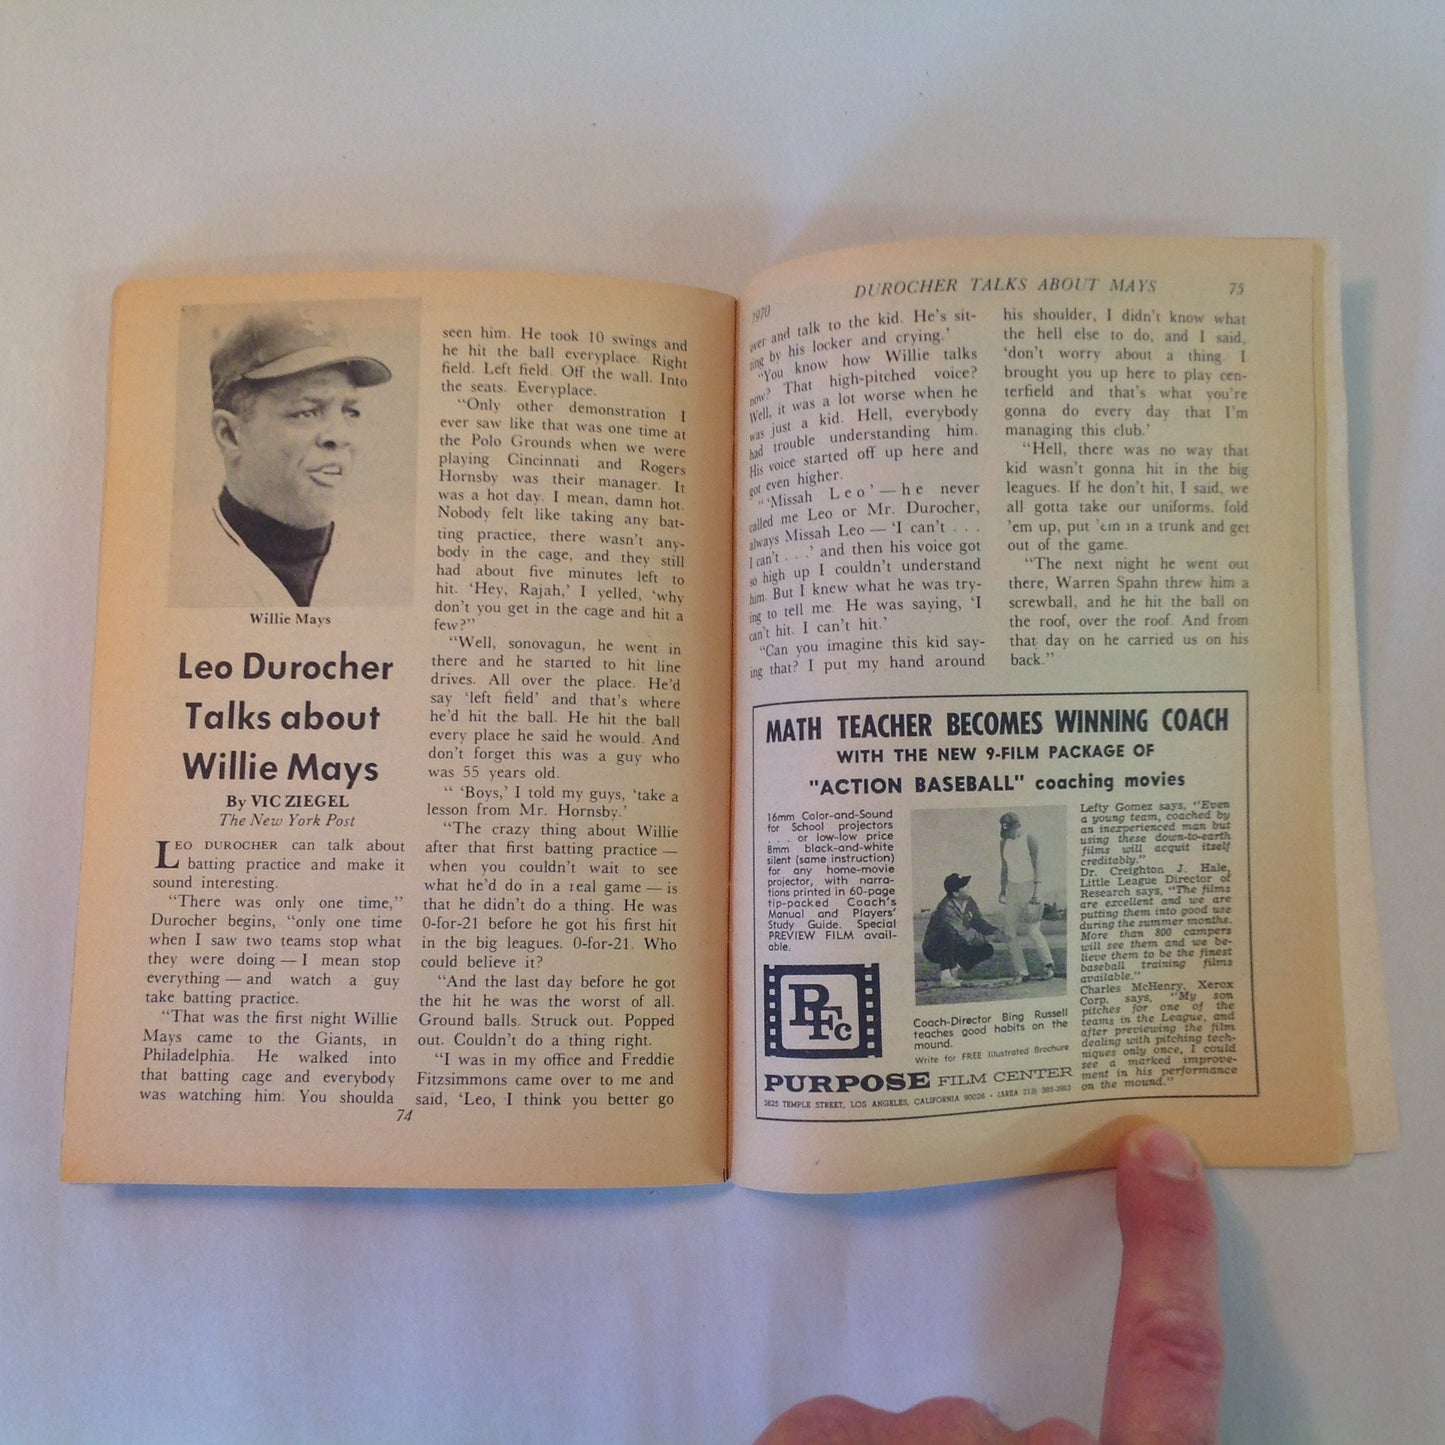 Willie Mays
Leo Durocher
Talks about
Willie Mays
By VIC ZIEGEL
The New York Post
LEO DUROCHER can talk about
batting practice and make it
sound interesting.
“There was only one time,”
Durocher begins, “only one time
when I saw two teams stop what
they were doing — I mean stop
everything — and watch a guy
take batting practice.
“That was the first night Willie
Mays came to the Giants, in
Philadelphia. He walked into
that batting cage and everybody
was watching him. You shoulda
seen him. He took 10 swings and
he hit the ball everyplace. Right
field. Left field. Off the wall. Into
the seats. Everyplace.
“Only other demonstration I
ever saw like that was one time at
the Polo Grounds when we were
playing Cincinnati and Rogers
Hornsby was their manager. It
was a hot day. I mean, damn hot.
Nobody felt like taking any bat-
ting practice, there wasn't any-
body in the cage, and they still
had about five minutes left to
hit. ‘Hey, Rajah,’ I yelled, ‘why
don't you get in the cage and hit a
few?”
“Well, sonovagun, he went in
there and he started to hit line
drives. All over the place. He'd
say ‘left field’ and that's where
he'd hit the ball. He hit the ball
every place he said he would. And
don't forget this was a guy who
was 55 years old.
“ ‘Boys,’ I told my guys, ‘take a
lesson from Mr. Hornsby.’
“The crazy thing about Willie
after that first batting practice —
when you couldn't wait to see
what he'd do in a real game — is
that he didn't do a thing. He was
0-for-21 before he got his first hit
in the big leagues. 0-for-21. Who
could believe it?
“And the last day before he got
the hit he was the worst of all.
Ground balls. Struck out. Popped
out. Couldn't do a thing right.
“I was in my office and Freddie
Fitzsimmons came over to me and
said, ‘Leo, I think you better go
74
1970
DUROCHER TALKS ABOUT MAYS
75
over and talk to the kid. He's sit-
ting by his locker and crying.’
“You know how Willie talks
now? That high-pitched voice?
Well, it was a lot worse when he
was just a kid. Hell, everybody
had trouble understanding him.
His voice started off up here and
got even higher.
“ ‘Missah Leo’ — he never
called me Leo or Mr. Durocher,
always Missah Leo — ‘I can't . . .
I can't . . .’ and then his voice got
so high up I couldn't understand
him. But I knew what he was try-
ing to tell me. He was saying, ‘I
can't hit. I can't hit.’
“Can you imagine this kid say-
ing that? I put my hand around
his shoulder, I didn't know what
the hell else to do, and I said,
‘don't worry about a thing. I
brought you up here to play cen-
terfield and that's what you're
gonna do every day that I'm
managing this club.’
“Hell, there was no way that
kid wasn't gonna hit in the big
leagues. If he don't hit, I said, we
all gotta take our uniforms, fold
'em up, put 'em in a trunk and get
out of the game.
“The next night he went out
there, Warren Spahn threw him a
screwball, and he hit the ball on
the roof, over the roof. And from
that day on he carried us on his
back.”
MATH TEACHER BECOMES WINNING COACH
WITH THE NEW 9-FILM PACKAGE OF
"ACTION BASEBALL" coaching movies
16mm Color-and-Sound
for School projectors
. . . or low-low price
8mm black-and-white
silent (same instruction)
for any home-movie
projector, with narra-
tions printed in 60-page
tip-packed Coach's
Manual and Players'
Study Guide. Special
PREVIEW FILM avail-
able.
PFC
Coach-Director Bing Russell
teaches good habits on the
mound.
Write for FREE Illustrated Brochure
Lefty Gomez says, "Even
a young team, coached by
an inexperienced man but
using these down-to-earth
films will acquit itself
creditably."
Dr. Creighton J. Hale,
Little League Director of
Research says, "The films
are excellent and we are
putting them into good use
during the summer months.
More than 800 campers
will see them and we be-
lieve them to be the finest
baseball training films
available."
Charles McHenry, Xerox
Corp. says, "My son
pitches for one of the
teams in the League, and
after previewing the film
dealing with pitching tech-
niques only once, I could
see a marked improve-
ment in his performance
on the mound."
PURPOSE FILM CENTER
2625 TEMPLE STREET, LOS ANGELES, CALIFORNIA 90026 • (AREA 213) 385-3913